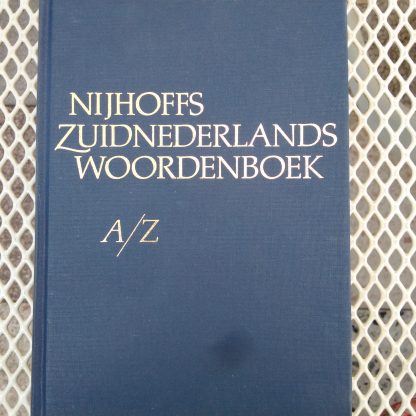 NIJHOFFS
ZUIDNEDERLANDS
WOORDENBOEK
A/Z